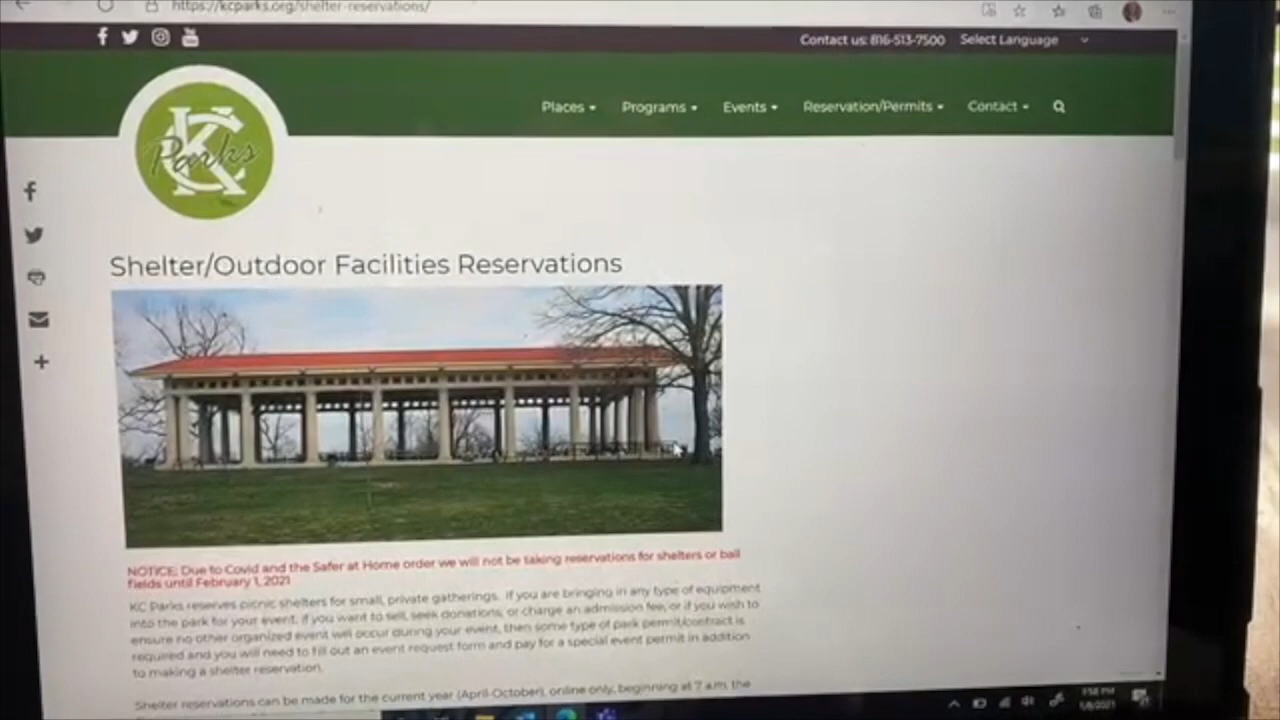 https://kcparks.org/shelter-reservations/
Contact us: 816-513-7500 Select Language
Places Programs Events Reservation/Permits Contact
KC
Parks
Shelter/Outdoor Facilities Reservations
NOTICE: Due to Covid and the Safer at Home order we will not be taking reservations for shelters or ball
fields until February 1, 2021
KC Parks reserves picnic shelters for small, private gatherings. If you are bringing in any type of equipment
into the park for your event, if you want to sell, seek donations, or charge an admission fee, or if you wish to
ensure no other organized event will occur during your event, then some type of park permit/contract is
required and you will need to fill out an event request form and pay for a special event permit in addition
to making a shelter reservation.
Shelter reservations can be made for the current year (April-October), online only, beginning at 7 a.m. the
1:58 PM
1/8/2021